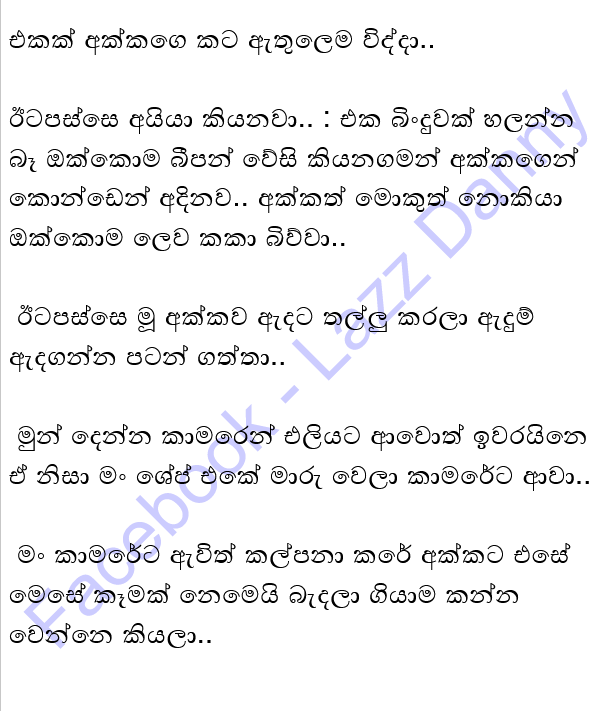 එකක් අක්කගෙ කට ඇතුලෙම විද්දා..
ඊටපස්සෙ අයියා කියනවා.. : එක බිංදුවක් හලන්න
බෑ ඔක්කොම බීපන් වේසි කියනගමන් අක්කගෙන්
කොන්ඩෙන් අදිනව.. අක්කත් මොකුත් නොකියා
ඔක්කොම ලෙව කකා බිව්වා..
ඊටපස්සෙ මූ අක්කව ඇදට තල්ලු කරලා ඇදුම්
ඇදගන්න පටන් ගත්තා..
මුන් දෙන්න කාමරෙන් එලියට ආවොත් ඉවරයිනෙ
ඒ නිසා මං ශේප් එකේ මාරු වෙලා කාමරේට ආවා..
මං කාමරේට ඇවිත් කල්පනා කරේ අක්කට එසේ
මෙසේ කෑමක් නෙමෙයි බැදලා ගියාම කන්න
වෙන්නෙ කියලා..
Facebook - Lazz Danny